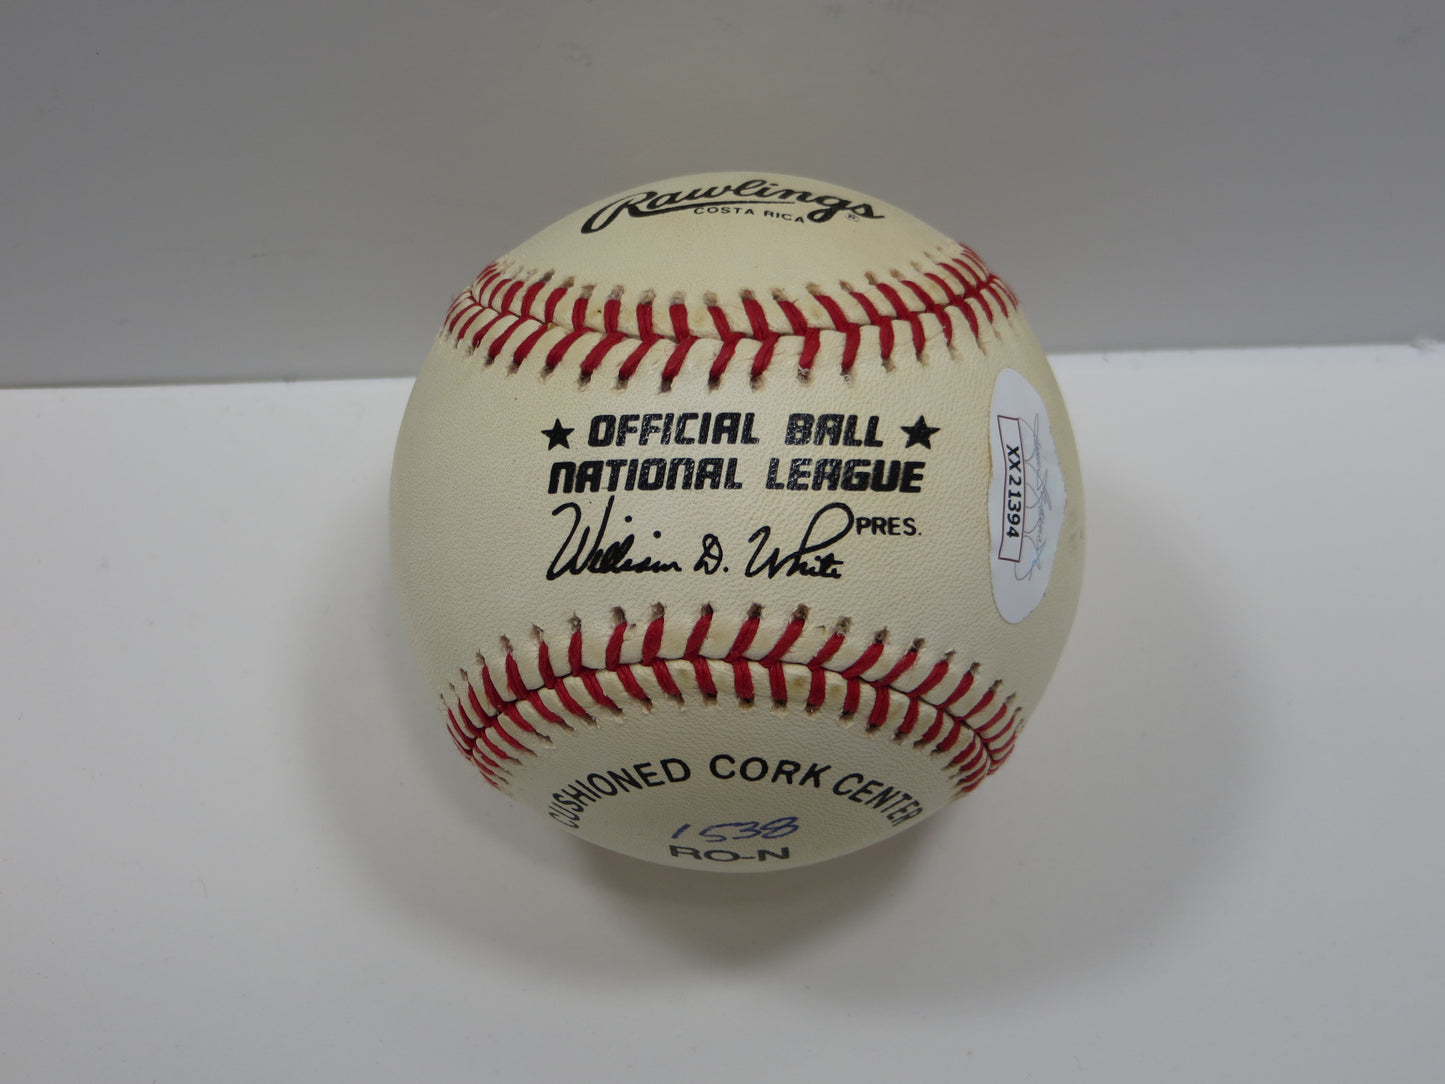 Rawlings®
COSTA RICA
★ OFFICIAL BALL ★
NATIONAL LEAGUE
William D. White PRES.
XX21394
CUSHIONED CORK CENTER
1538
RO-N